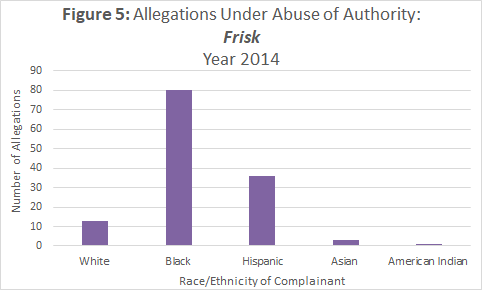 Figure 5: Allegations Under Abuse of Authority:
Frisk
Year 2014
Number of Allegations
90
80
70
60
50
40
30
20
10
0
White Black Hispanic Asian American Indian
Race/Ethnicity of Complainant